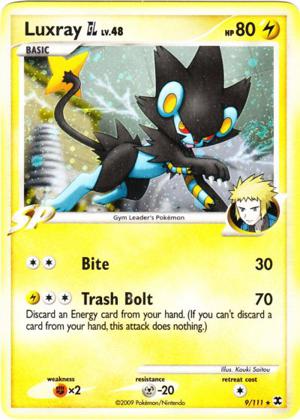 Luxray GL LV.48 HP 80
BASIC
SP
Gym Leader's Pokémon
Bite 30
Trash Bolt 70
Discard an Energy card from your hand. (If you can't discard a
card from your hand, this attack does nothing.)
weakness resistance retreat cost
×2 -20
Illus. Kouki Saitou
©2009 Pokémon/Nintendo 9/111